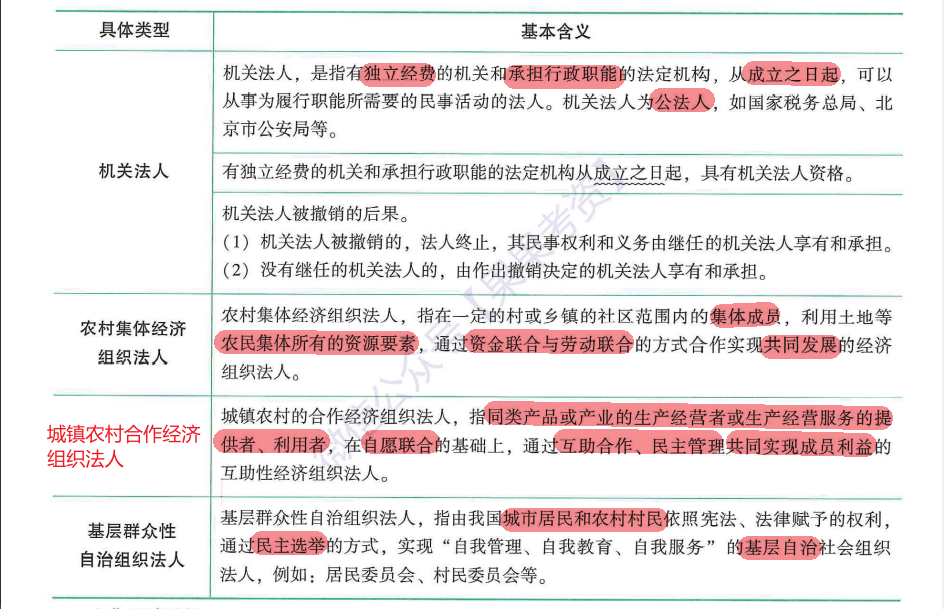 具体类型
基本含义
机关法人
机关法人，是指有独立经费的机关和承担行政职能的法定机构，从成立之日起，可以
从事为履行职能所需要的民事活动的法人。机关法人为公法人，如国家税务总局、北
京市公安局等。
有独立经费的机关和承担行政职能的法定机构从成立之日起，具有机关法人资格。
机关法人被撤销的后果。
（1）机关法人被撤销的，法人终止，其民事权利和义务由继任的机关法人享有和承担。
（2）没有继任的机关法人的，由作出撤销决定的机关法人享有和承担。
农村集体经济
组织法人
农村集体经济组织法人，指在一定的村或乡镇的社区范围内的集体成员，利用土地等
农民集体所有的资源要素，通过资金联合与劳动联合的方式合作实现共同发展的经济
组织法人。
城镇农村合作经济
组织法人
城镇农村的合作经济组织法人，指同类产品或产业的生产经营者或生产经营服务的提
供者、利用者，在自愿联合的基础上，通过互助合作、民主管理共同实现成员利益的
互助性经济组织法人。
基层群众性
自治组织法人
基层群众性自治组织法人，指由我国城市居民和农村村民依照宪法、法律赋予的权利，
通过民主选举的方式，实现“自我管理、自我教育、自我服务”的基层自治社会组织
法人，例如：居民委员会、村民委员会等。